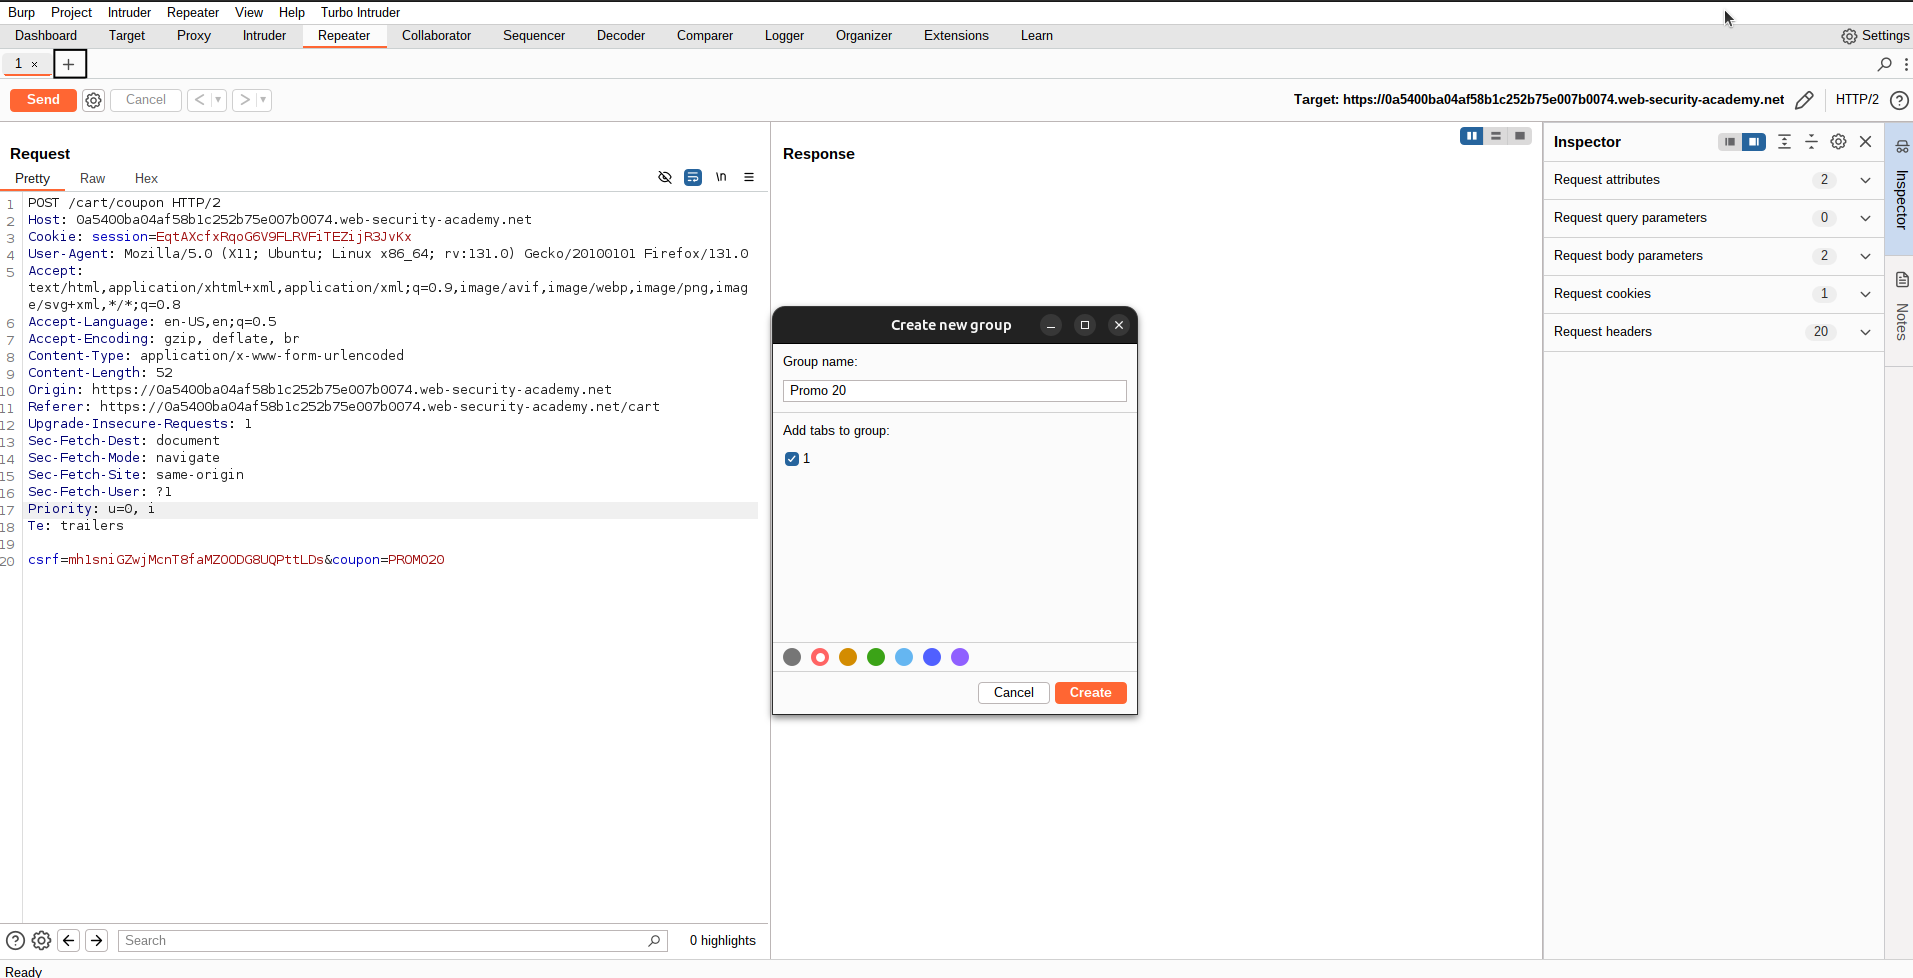 Burp Project Intruder Repeater View Help Turbo Intruder
Dashboard Target Proxy Intruder Repeater Collaborator Sequencer Decoder Comparer Logger Organizer Extensions Learn Settings
1 × +
Send Cancel < > Target: https://0a5400ba04af58b1c252b75e007b0074.web-security-academy.net HTTP/2
Request
Pretty Raw Hex \n
1 POST /cart/coupon HTTP/2
2 Host: 0a5400ba04af58b1c252b75e007b0074.web-security-academy.net
3 Cookie: session=EqtAXcfxRqoG6V9FLRVFiTEZijR3JvKx
4 User-Agent: Mozilla/5.0 (X11; Ubuntu; Linux x86_64; rv:131.0) Gecko/20100101 Firefox/131.0
5 Accept:
text/html,application/xhtml+xml,application/xml;q=0.9,image/avif,image/webp,image/png,imag
e/svg+xml,*/*;q=0.8
6 Accept-Language: en-US,en;q=0.5
7 Accept-Encoding: gzip, deflate, br
8 Content-Type: application/x-www-form-urlencoded
9 Content-Length: 52
10 Origin: https://0a5400ba04af58b1c252b75e007b0074.web-security-academy.net
11 Referer: https://0a5400ba04af58b1c252b75e007b0074.web-security-academy.net/cart
12 Upgrade-Insecure-Requests: 1
13 Sec-Fetch-Dest: document
14 Sec-Fetch-Mode: navigate
15 Sec-Fetch-Site: same-origin
16 Sec-Fetch-User: ?1
17 Priority: u=0, i
18 Te: trailers
19
20 csrf=mh1sniGZwjMcnT8faMZOODG8UQPttLDs&coupon=PROMO20
Search 0 highlights
Response
Create new group
Group name:
Promo 20
Add tabs to group:
1
Cancel Create
Inspector
Request attributes 2
Request query parameters 0
Request body parameters 2
Request cookies 1
Request headers 20
Inspector
Notes
Ready